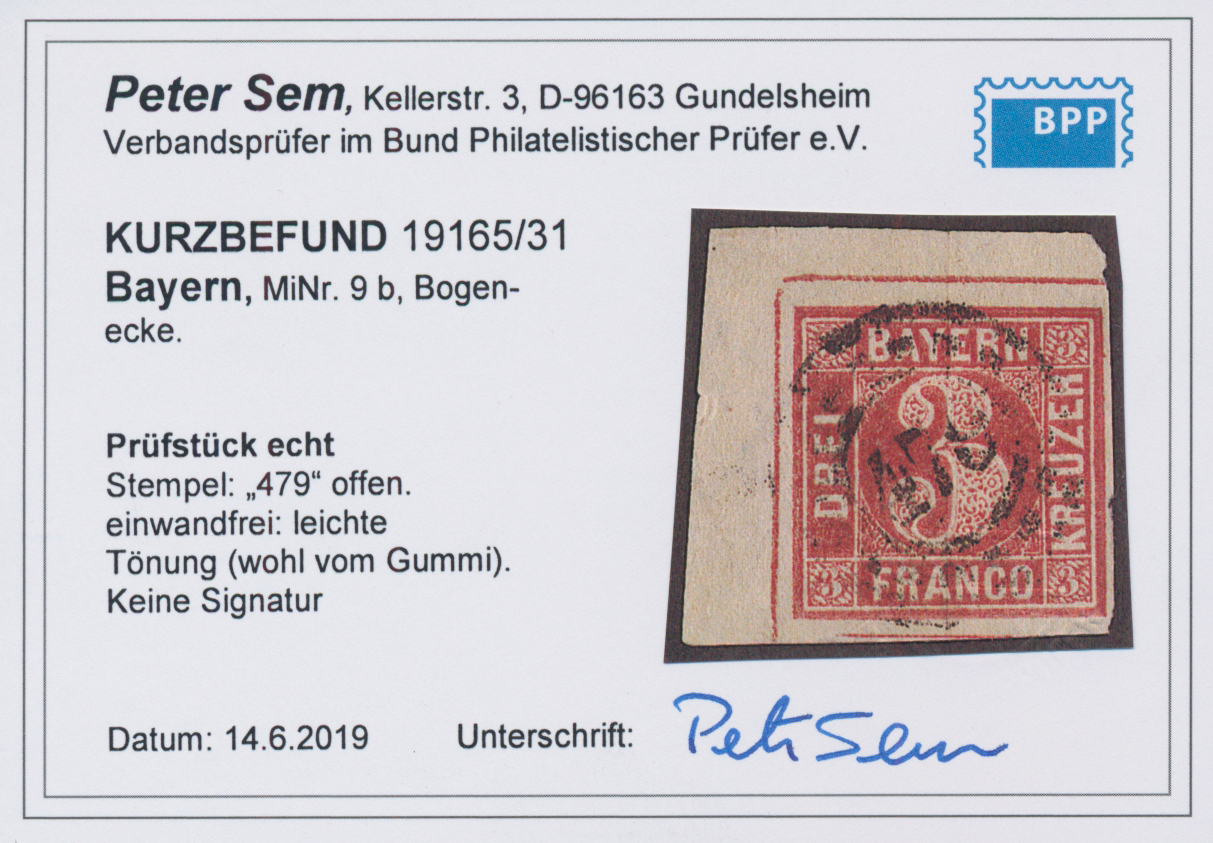 Peter Sem, Kellerstr. 3, D-96163 Gundelsheim
Verbandsprüfer im Bund Philatelistischer Prüfer e.V.
BPP
KURZBEFUND 19165/31
Bayern, MiNr. 9 b, Bogen-
ecke.
Prüfstück echt
Stempel: „479“ offen.
einwandfrei: leichte
Tönung (wohl vom Gummi).
Keine Signatur
3 BAYERN 3
DREI
3
KREUZER
3 FRANCO 3
479
Datum: 14.6.2019 Unterschrift: Peter Sem